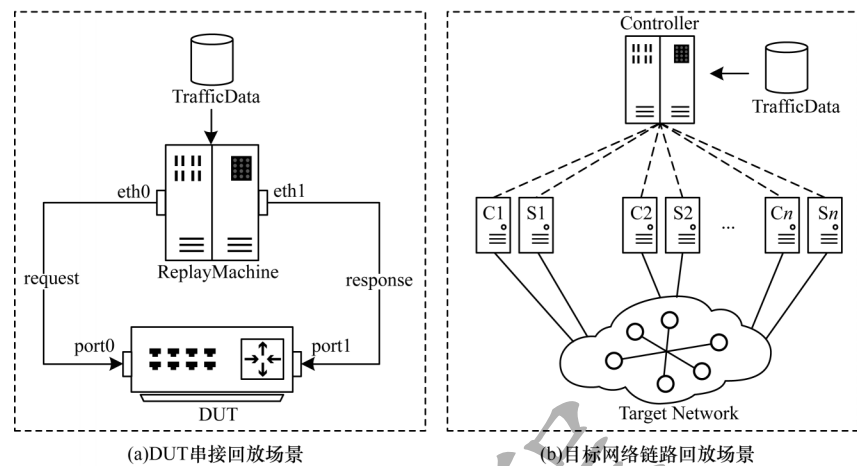 TrafficData
eth0
eth1
ReplayMachine
request
response
port0
port1
DUT
(a)DUT串接回放场景
Controller
TrafficData
C1
S1
C2
S2
...
Cn
Sn
Target Network
(b)目标网络链路回放场景